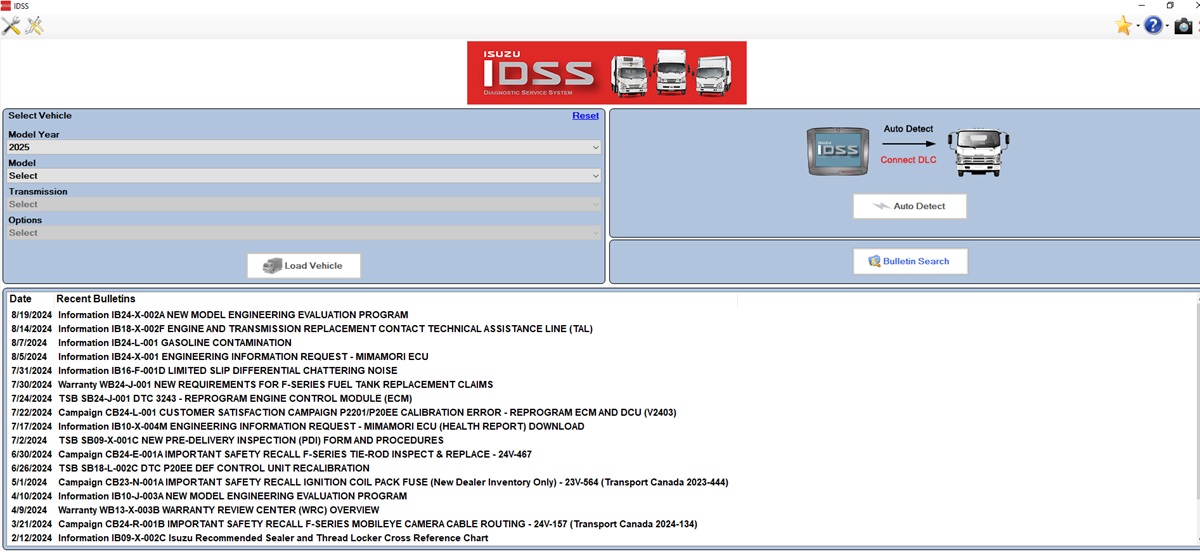 IDSS
ISUZU
IDSS
DIAGNOSTIC SERVICE SYSTEM
Select Vehicle
Reset
Model Year
2025
Model
Select
Transmission
Select
Options
Select
Load Vehicle
ISUZU
IDSS
Auto Detect
Connect DLC
Auto Detect
Bulletin Search
Date Recent Bulletins
8/19/2024 Information IB24-X-002A NEW MODEL ENGINEERING EVALUATION PROGRAM
8/14/2024 Information IB18-X-002F ENGINE AND TRANSMISSION REPLACEMENT CONTACT TECHNICAL ASSISTANCE LINE (TAL)
8/7/2024 Information IB24-L-001 GASOLINE CONTAMINATION
8/5/2024 Information IB24-X-001 ENGINEERING INFORMATION REQUEST - MIMAMORI ECU
7/31/2024 Information IB16-F-001D LIMITED SLIP DIFFERENTIAL CHATTERING NOISE
7/30/2024 Warranty WB24-J-001 NEW REQUIREMENTS FOR F-SERIES FUEL TANK REPLACEMENT CLAIMS
7/24/2024 TSB SB24-J-001 DTC 3243 - REPROGRAM ENGINE CONTROL MODULE (ECM)
7/22/2024 Campaign CB24-L-001 CUSTOMER SATISFACTION CAMPAIGN P2201/P20EE CALIBRATION ERROR - REPROGRAM ECM AND DCU (V2403)
7/17/2024 Information IB10-X-004M ENGINEERING INFORMATION REQUEST - MIMAMORI ECU (HEALTH REPORT) DOWNLOAD
7/2/2024 TSB SB09-X-001C NEW PRE-DELIVERY INSPECTION (PDI) FORM AND PROCEDURES
6/30/2024 Campaign CB24-E-001A IMPORTANT SAFETY RECALL F-SERIES TIE-ROD INSPECT & REPLACE - 24V-467
6/26/2024 TSB SB18-L-002C DTC P20EE DEF CONTROL UNIT RECALIBRATION
5/1/2024 Campaign CB23-N-001A IMPORTANT SAFETY RECALL IGNITION COIL PACK FUSE (New Dealer Inventory Only) - 23V-564 (Transport Canada 2023-444)
4/10/2024 Information IB10-J-003A NEW MODEL ENGINEERING EVALUATION PROGRAM
4/9/2024 Warranty WB13-X-003B WARRANTY REVIEW CENTER (WRC) OVERVIEW
3/21/2024 Campaign CB24-R-001B IMPORTANT SAFETY RECALL F-SERIES MOBILEYE CAMERA CABLE ROUTING - 24V-157 (Transport Canada 2024-134)
2/12/2024 Information IB09-X-002C Isuzu Recommended Sealer and Thread Locker Cross Reference Chart